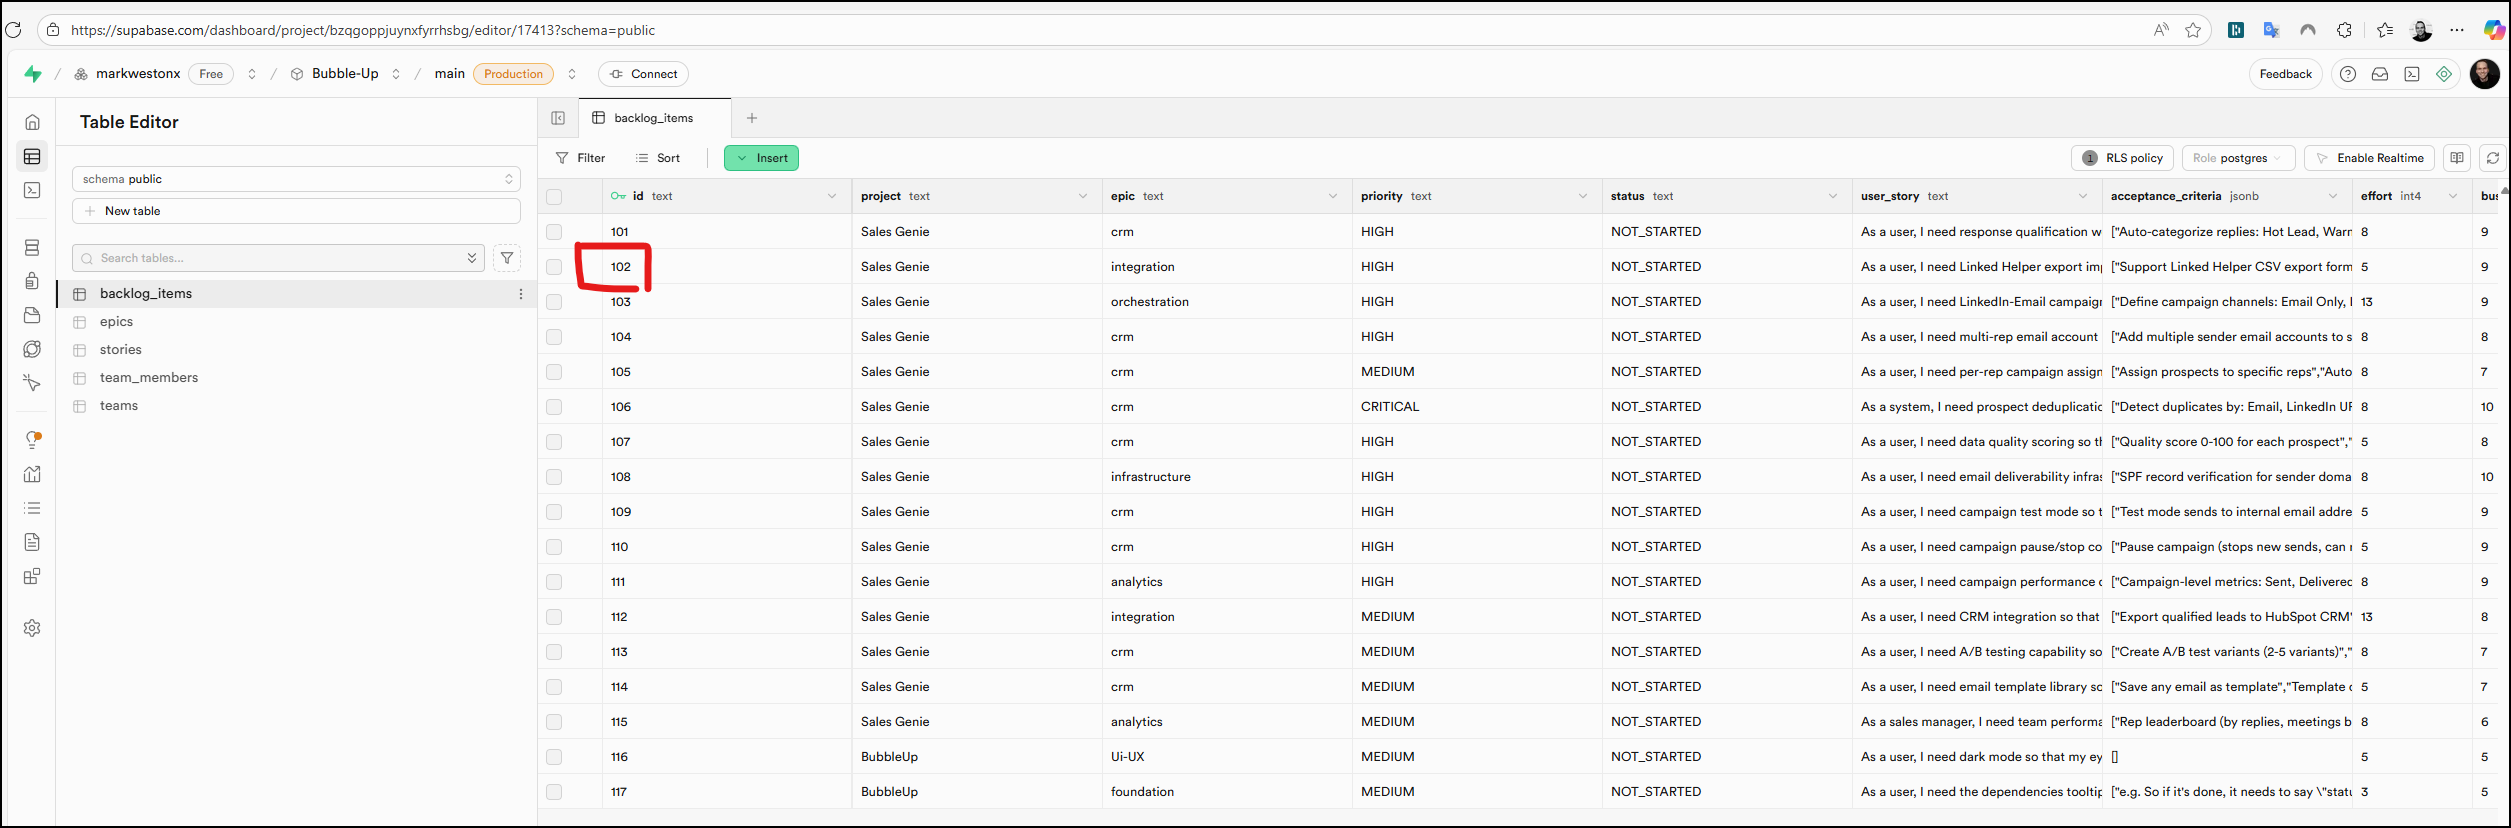 https://supabase.com/dashboard/project/bzqgoppjuynxfyrrhsbg/editor/17413?schema=public
/ markwestonx Free / Bubble-Up / main Production Connect Feedback
Table Editor
backlog_items
Filter Sort Insert 1 RLS policy Role postgres Enable Realtime
schema public
New table
Search tables...
backlog_items
epics
stories
team_members
teams
id text project text epic text priority text status text user_story text acceptance_criteria jsonb effort int4 bus
101 Sales Genie crm HIGH NOT_STARTED As a user, I need response qualification w ["Auto-categorize replies: Hot Lead, Warn 8 9
102 Sales Genie integration HIGH NOT_STARTED As a user, I need Linked Helper export im ["Support Linked Helper CSV export form 5 9
103 Sales Genie orchestration HIGH NOT_STARTED As a user, I need LinkedIn-Email campaign ["Define campaign channels: Email Only, 13 9
104 Sales Genie crm HIGH NOT_STARTED As a user, I need multi-rep email account ["Add multiple sender email accounts to s 8 8
105 Sales Genie crm MEDIUM NOT_STARTED As a user, I need per-rep campaign assign ["Assign prospects to specific reps","Auto 8 7
106 Sales Genie crm CRITICAL NOT_STARTED As a system, I need prospect deduplicatic ["Detect duplicates by: Email, LinkedIn UR 8 10
107 Sales Genie crm HIGH NOT_STARTED As a user, I need data quality scoring so th ["Quality score 0-100 for each prospect"," 5 8
108 Sales Genie infrastructure HIGH NOT_STARTED As a user, I need email deliverability infras ["SPF record verification for sender doma 8 10
109 Sales Genie crm HIGH NOT_STARTED As a user, I need campaign test mode so t ["Test mode sends to internal email addre 5 9
110 Sales Genie crm HIGH NOT_STARTED As a user, I need campaign pause/stop co ["Pause campaign (stops new sends, can r 5 9
111 Sales Genie analytics HIGH NOT_STARTED As a user, I need campaign performance c ["Campaign-level metrics: Sent, Delivered 8 9
112 Sales Genie integration MEDIUM NOT_STARTED As a user, I need CRM integration so that ["Export qualified leads to HubSpot CRM" 13 8
113 Sales Genie crm MEDIUM NOT_STARTED As a user, I need A/B testing capability so ["Create A/B test variants (2-5 variants)"," 8 7
114 Sales Genie crm MEDIUM NOT_STARTED As a user, I need email template library so ["Save any email as template","Template c 5 7
115 Sales Genie analytics MEDIUM NOT_STARTED As a sales manager, I need team performa ["Rep leaderboard (by replies, meetings b 8 6
116 BubbleUp Ui-UX MEDIUM NOT_STARTED As a user, I need dark mode so that my ey [] 5 5
117 BubbleUp foundation MEDIUM NOT_STARTED As a user, I need the dependencies tooltip ["e.g. So if it's done, it needs to say \"statu 3 5